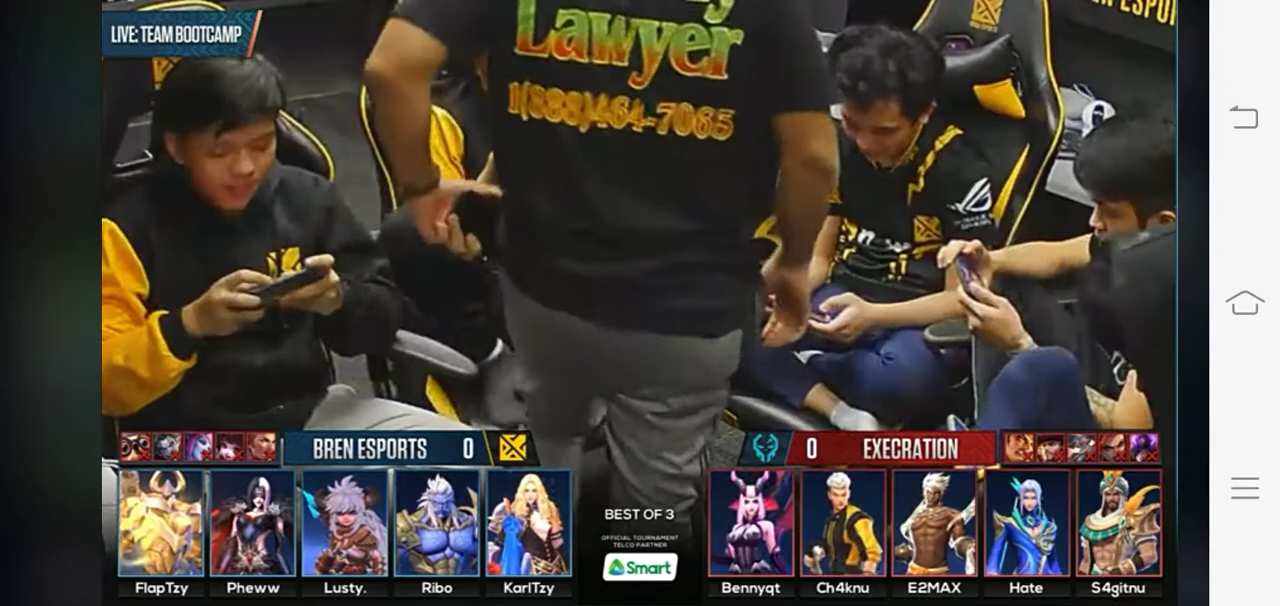 LIVE: TEAM BOOTCAMP
Lawyer
1(888)464-7065
BREN ESPORTS 0
0 EXECRATION
BEST OF 3
OFFICIAL TOURNAMENT
TELCO PARTNER
Smart
FlapTzy Pheww Lusty. Ribo KarlTzy
Bennyqt Ch4knu E2MAX Hate S4gitnu